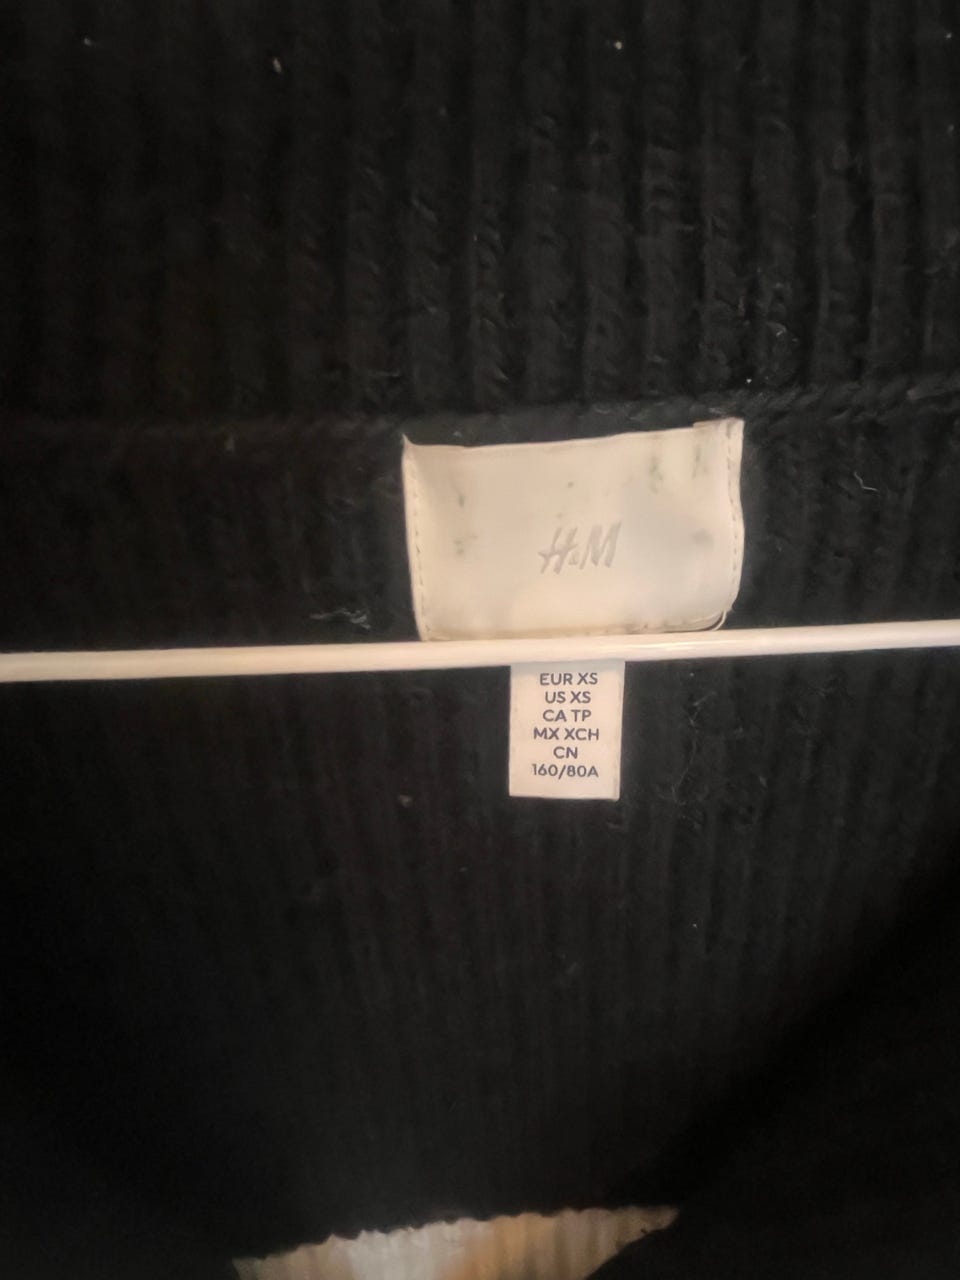 H&M
EUR XS
US XS
CA TP
MX XCH
CN
160/80A